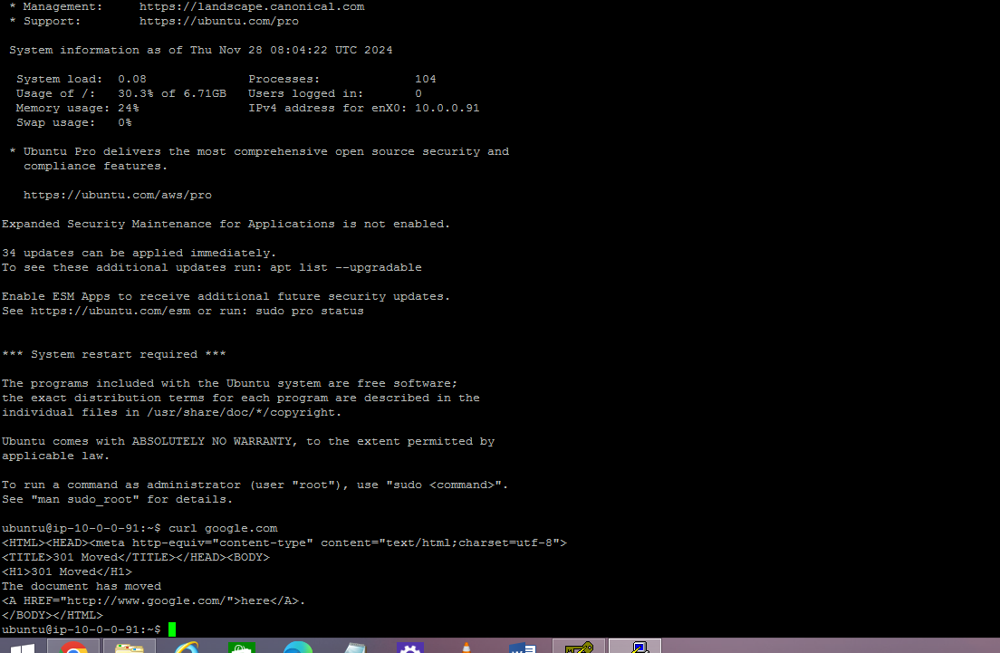 * Management:     https://landscape.canonical.com
* Support:        https://ubuntu.com/pro
System information as of Thu Nov 28 08:04:22 UTC 2024
System load:  0.08              Processes:             104
Usage of /:   30.3% of 6.71GB   Users logged in:       0
Memory usage: 24%               IPv4 address for enX0: 10.0.0.91
Swap usage:   0%
* Ubuntu Pro delivers the most comprehensive open source security and
compliance features.
https://ubuntu.com/aws/pro
Expanded Security Maintenance for Applications is not enabled.
34 updates can be applied immediately.
To see these additional updates run: apt list --upgradable
Enable ESM Apps to receive additional future security updates.
See https://ubuntu.com/esm or run: sudo pro status
*** System restart required ***
The programs included with the Ubuntu system are free software;
the exact distribution terms for each program are described in the
individual files in /usr/share/doc/*/copyright.
Ubuntu comes with ABSOLUTELY NO WARRANTY, to the extent permitted by
applicable law.
To run a command as administrator (user "root"), use "sudo <command>".
See "man sudo_root" for details.
ubuntu@ip-10-0-0-91:~$ curl google.com
<HTML><HEAD><meta http-equiv="content-type" content="text/html;charset=utf-8">
<TITLE>301 Moved</TITLE></HEAD><BODY>
<H1>301 Moved</H1>
The document has moved
<A HREF="http://www.google.com/">here</A>.
</BODY></HTML>
ubuntu@ip-10-0-0-91:~$